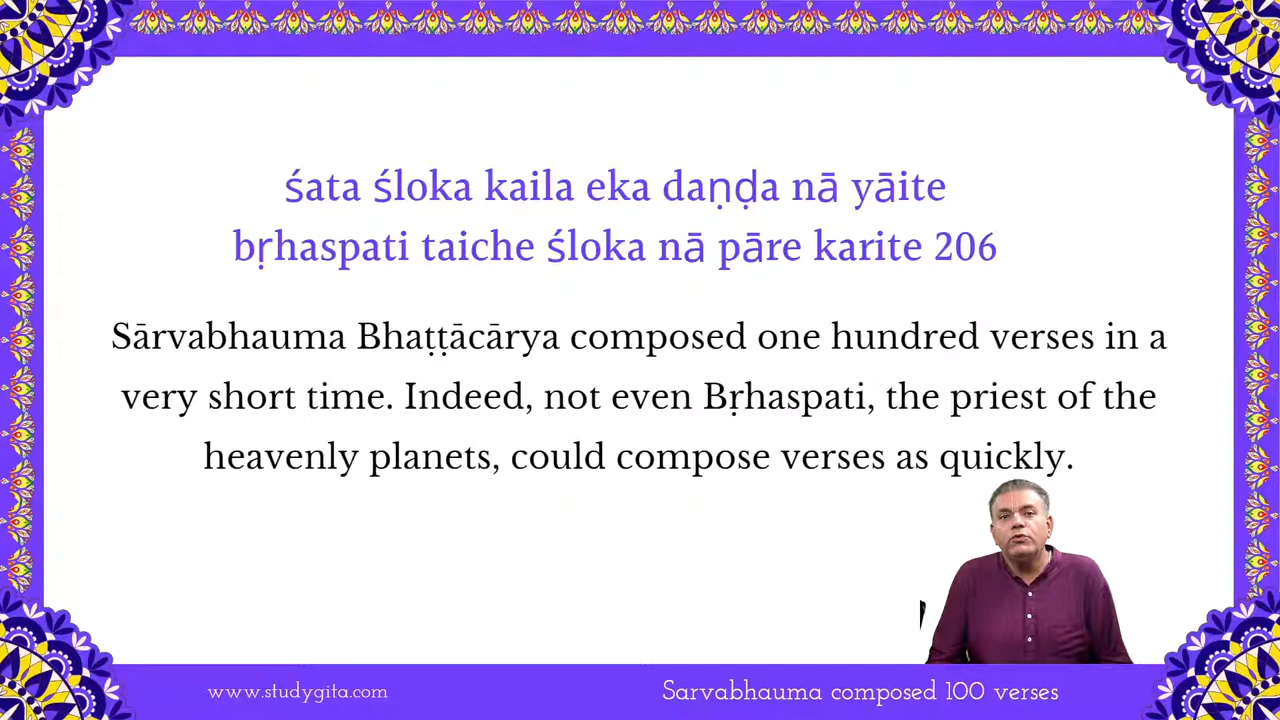 śata śloka kaila eka daṇḍa nā yāite
bṛhaspati taiche śloka nā pāre karite 206
Sārvabhauma Bhaṭṭācārya composed one hundred verses in a
very short time. Indeed, not even Bṛhaspati, the priest of the
heavenly planets, could compose verses as quickly.
www.studygita.com
Sarvabhauma composed 100 verses